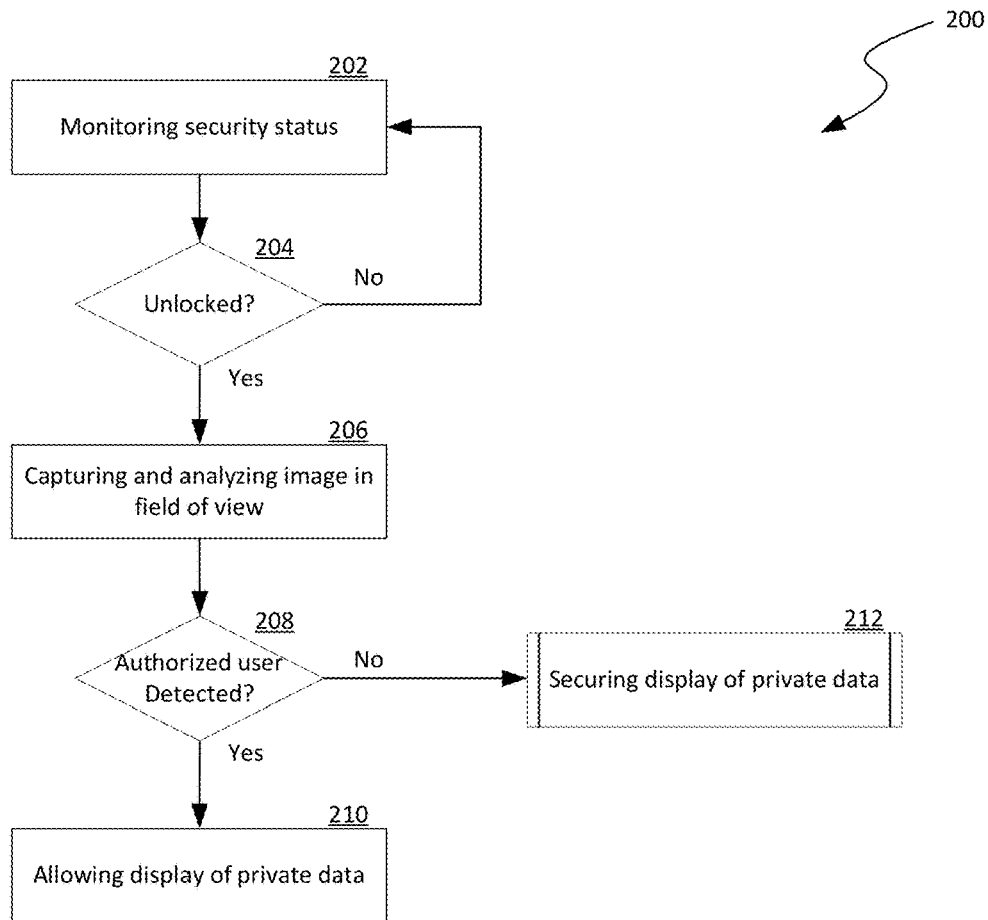 200
202
Monitoring security status
204
No
Unlocked?
Yes
206
Capturing and analyzing image in
field of view
208
Authorized user
Detected?
No
212
Securing display of private data
Yes
210
Allowing display of private data